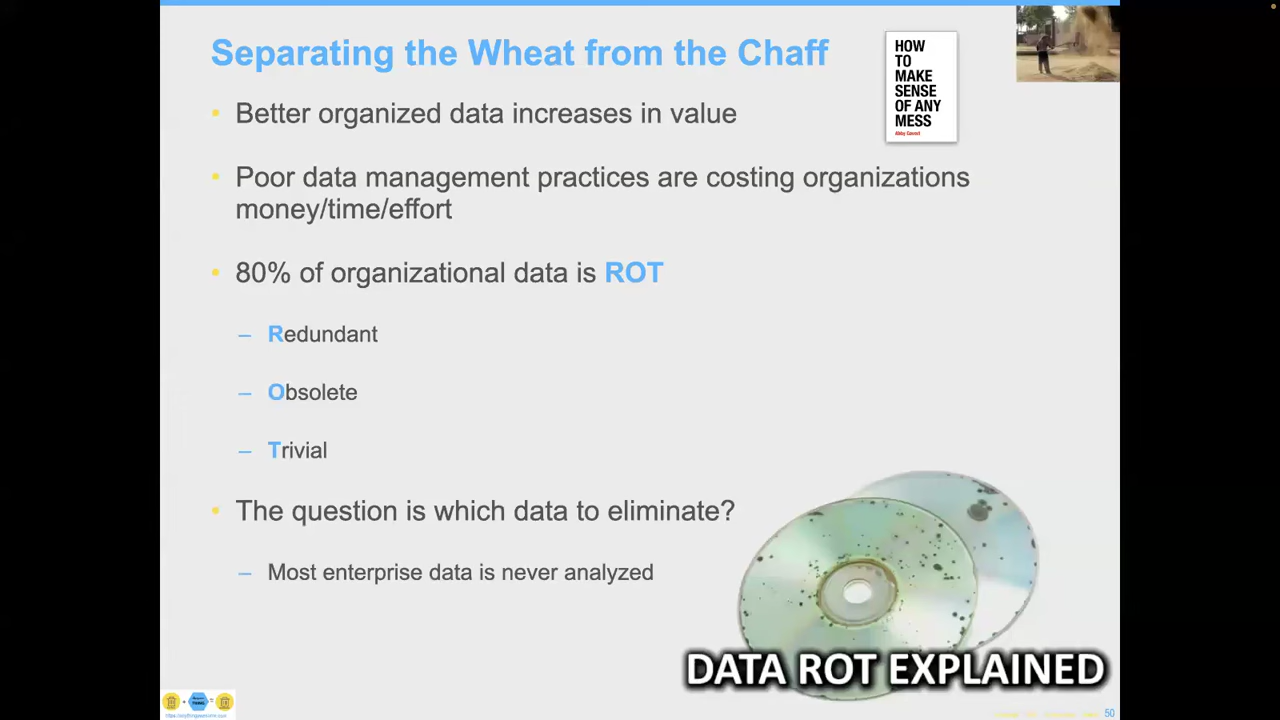 Separating the Wheat from the Chaff
HOW
TO
MAKE
SENSE
OF ANY
MESS
Abby Covert
• Better organized data increases in value
• Poor data management practices are costing organizations
money/time/effort
• 80% of organizational data is ROT
– Redundant
– Obsolete
– Trivial
• The question is which data to eliminate?
– Most enterprise data is never analyzed
DATA ROT EXPLAINED
50